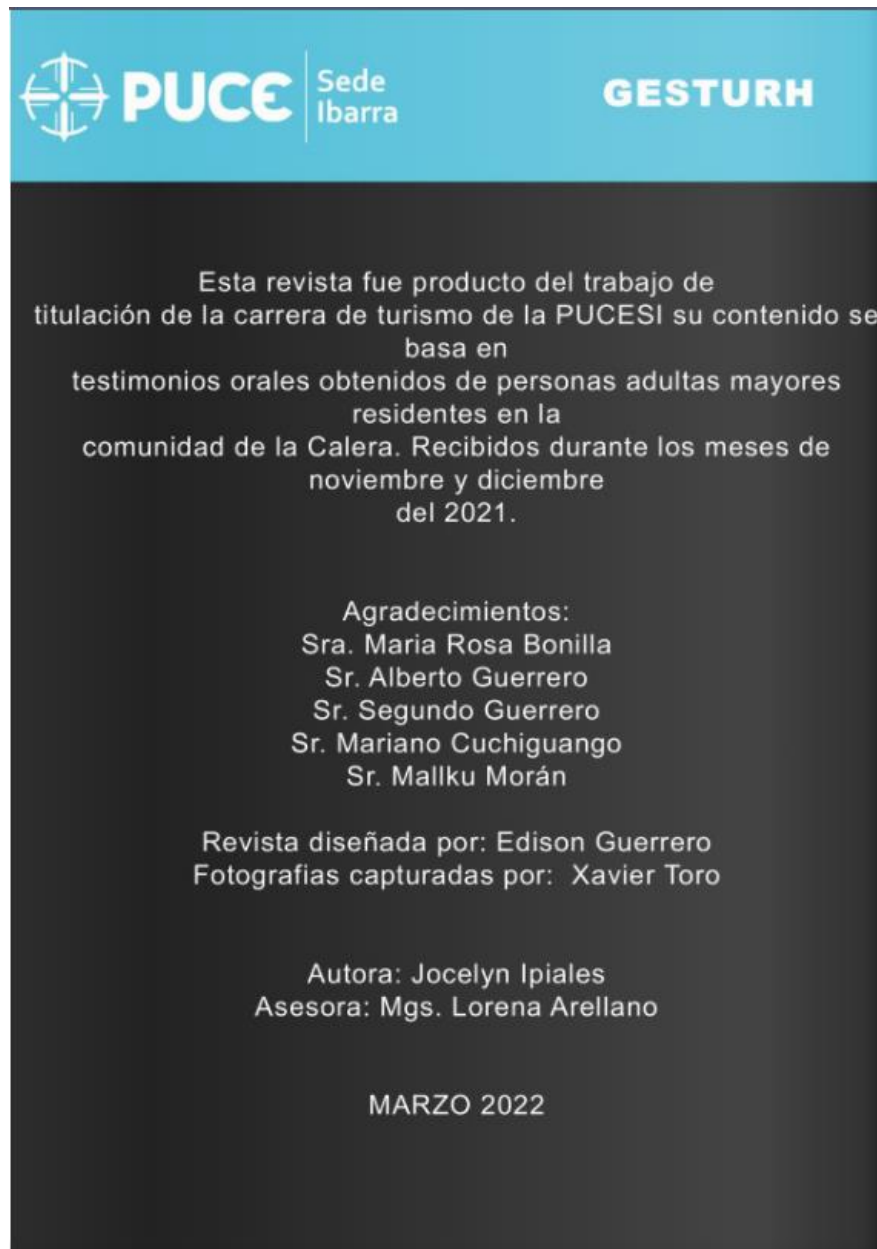 PUCE
Sede
Ibarra
GESTURH
Esta revista fue producto del trabajo de
titulación de la carrera de turismo de la PUCESI su contenido se
basa en
testimonios orales obtenidos de personas adultas mayores
residentes en la
comunidad de la Calera. Recibidos durante los meses de
noviembre y diciembre
del 2021.
Agradecimientos:
Sra. Maria Rosa Bonilla
Sr. Alberto Guerrero
Sr. Segundo Guerrero
Sr. Mariano Cuchiguango
Sr. Mallku Morán
Revista diseñada por: Edison Guerrero
Fotografias capturadas por: Xavier Toro
Autora: Jocelyn Ipiales
Asesora: Mgs. Lorena Arellano
MARZO 2022